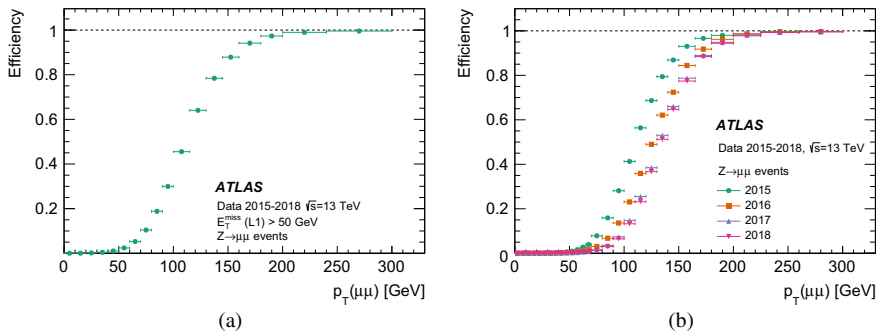 Efficiency
1
0.8
0.6
0.4
0.2
0 50 100 150 200 250 300
p_T(μμ) [GeV]
ATLAS
Data 2015-2018 √s=13 TeV
E_T^miss (L1) > 50 GeV
Z→μμ events
(a)
Efficiency
1
0.8
0.6
0.4
0.2
0 50 100 150 200 250 300
p_T(μμ) [GeV]
ATLAS
Data 2015-2018, √s=13 TeV
Z→μμ events
2015
2016
2017
2018
(b)